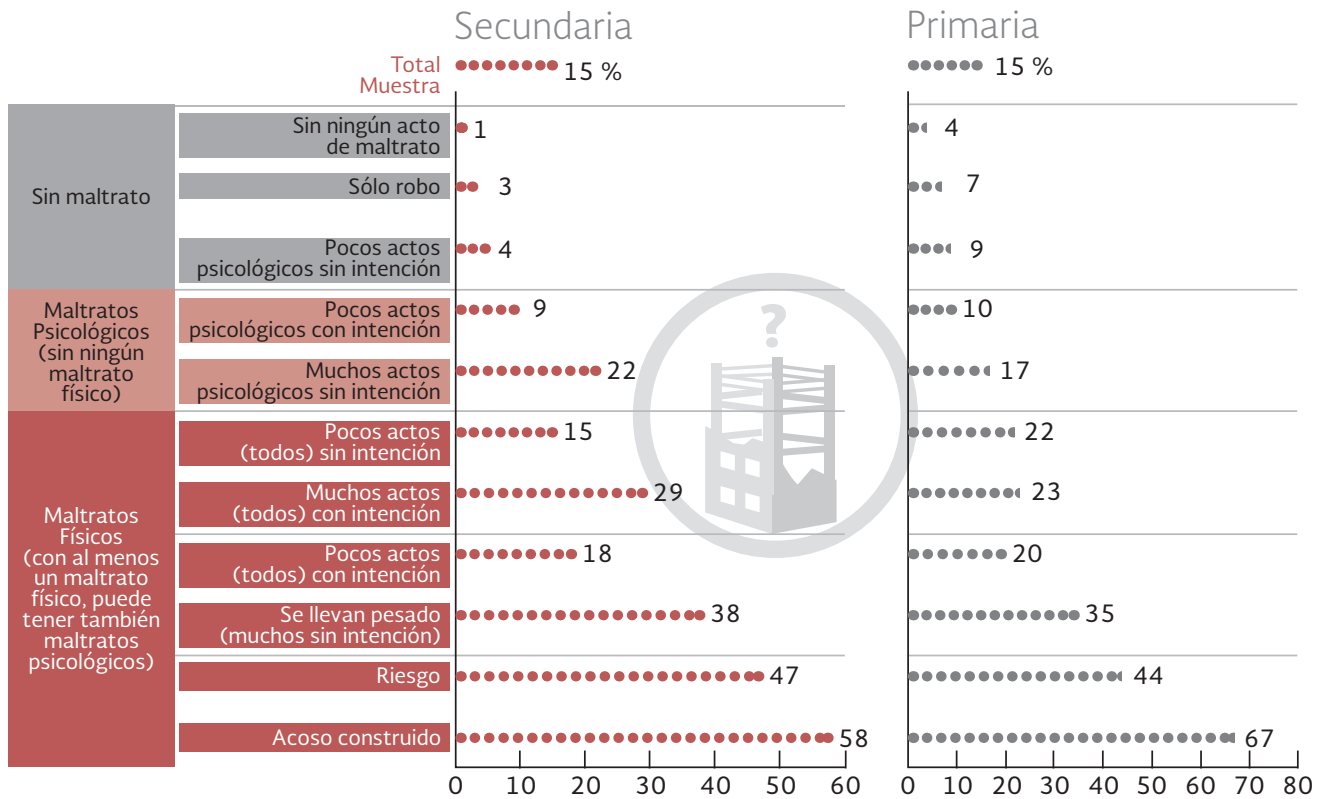 Secundaria
Primaria
Total
Muestra
15 %
15 %
Sin maltrato
Sin ningún acto
de maltrato
1
4
Sólo robo
3
7
Pocos actos
psicológicos sin intención
4
9
Maltratos
Psicológicos
(sin ningún
maltrato
físico)
Pocos actos
psicológicos con intención
9
10
Muchos actos
psicológicos sin intención
22
17
Maltratos
Físicos
(con al menos
un maltrato
físico, puede
tener también
maltratos
psicológicos)
Pocos actos
(todos) sin intención
15
22
Muchos actos
(todos) con intención
29
23
Pocos actos
(todos) con intención
18
20
Se llevan pesado
(muchos sin intención)
38
35
Riesgo
47
44
Acoso construido
58
67
0 10 20 30 40 50 60
0 10 20 30 40 50 60 70 80
?